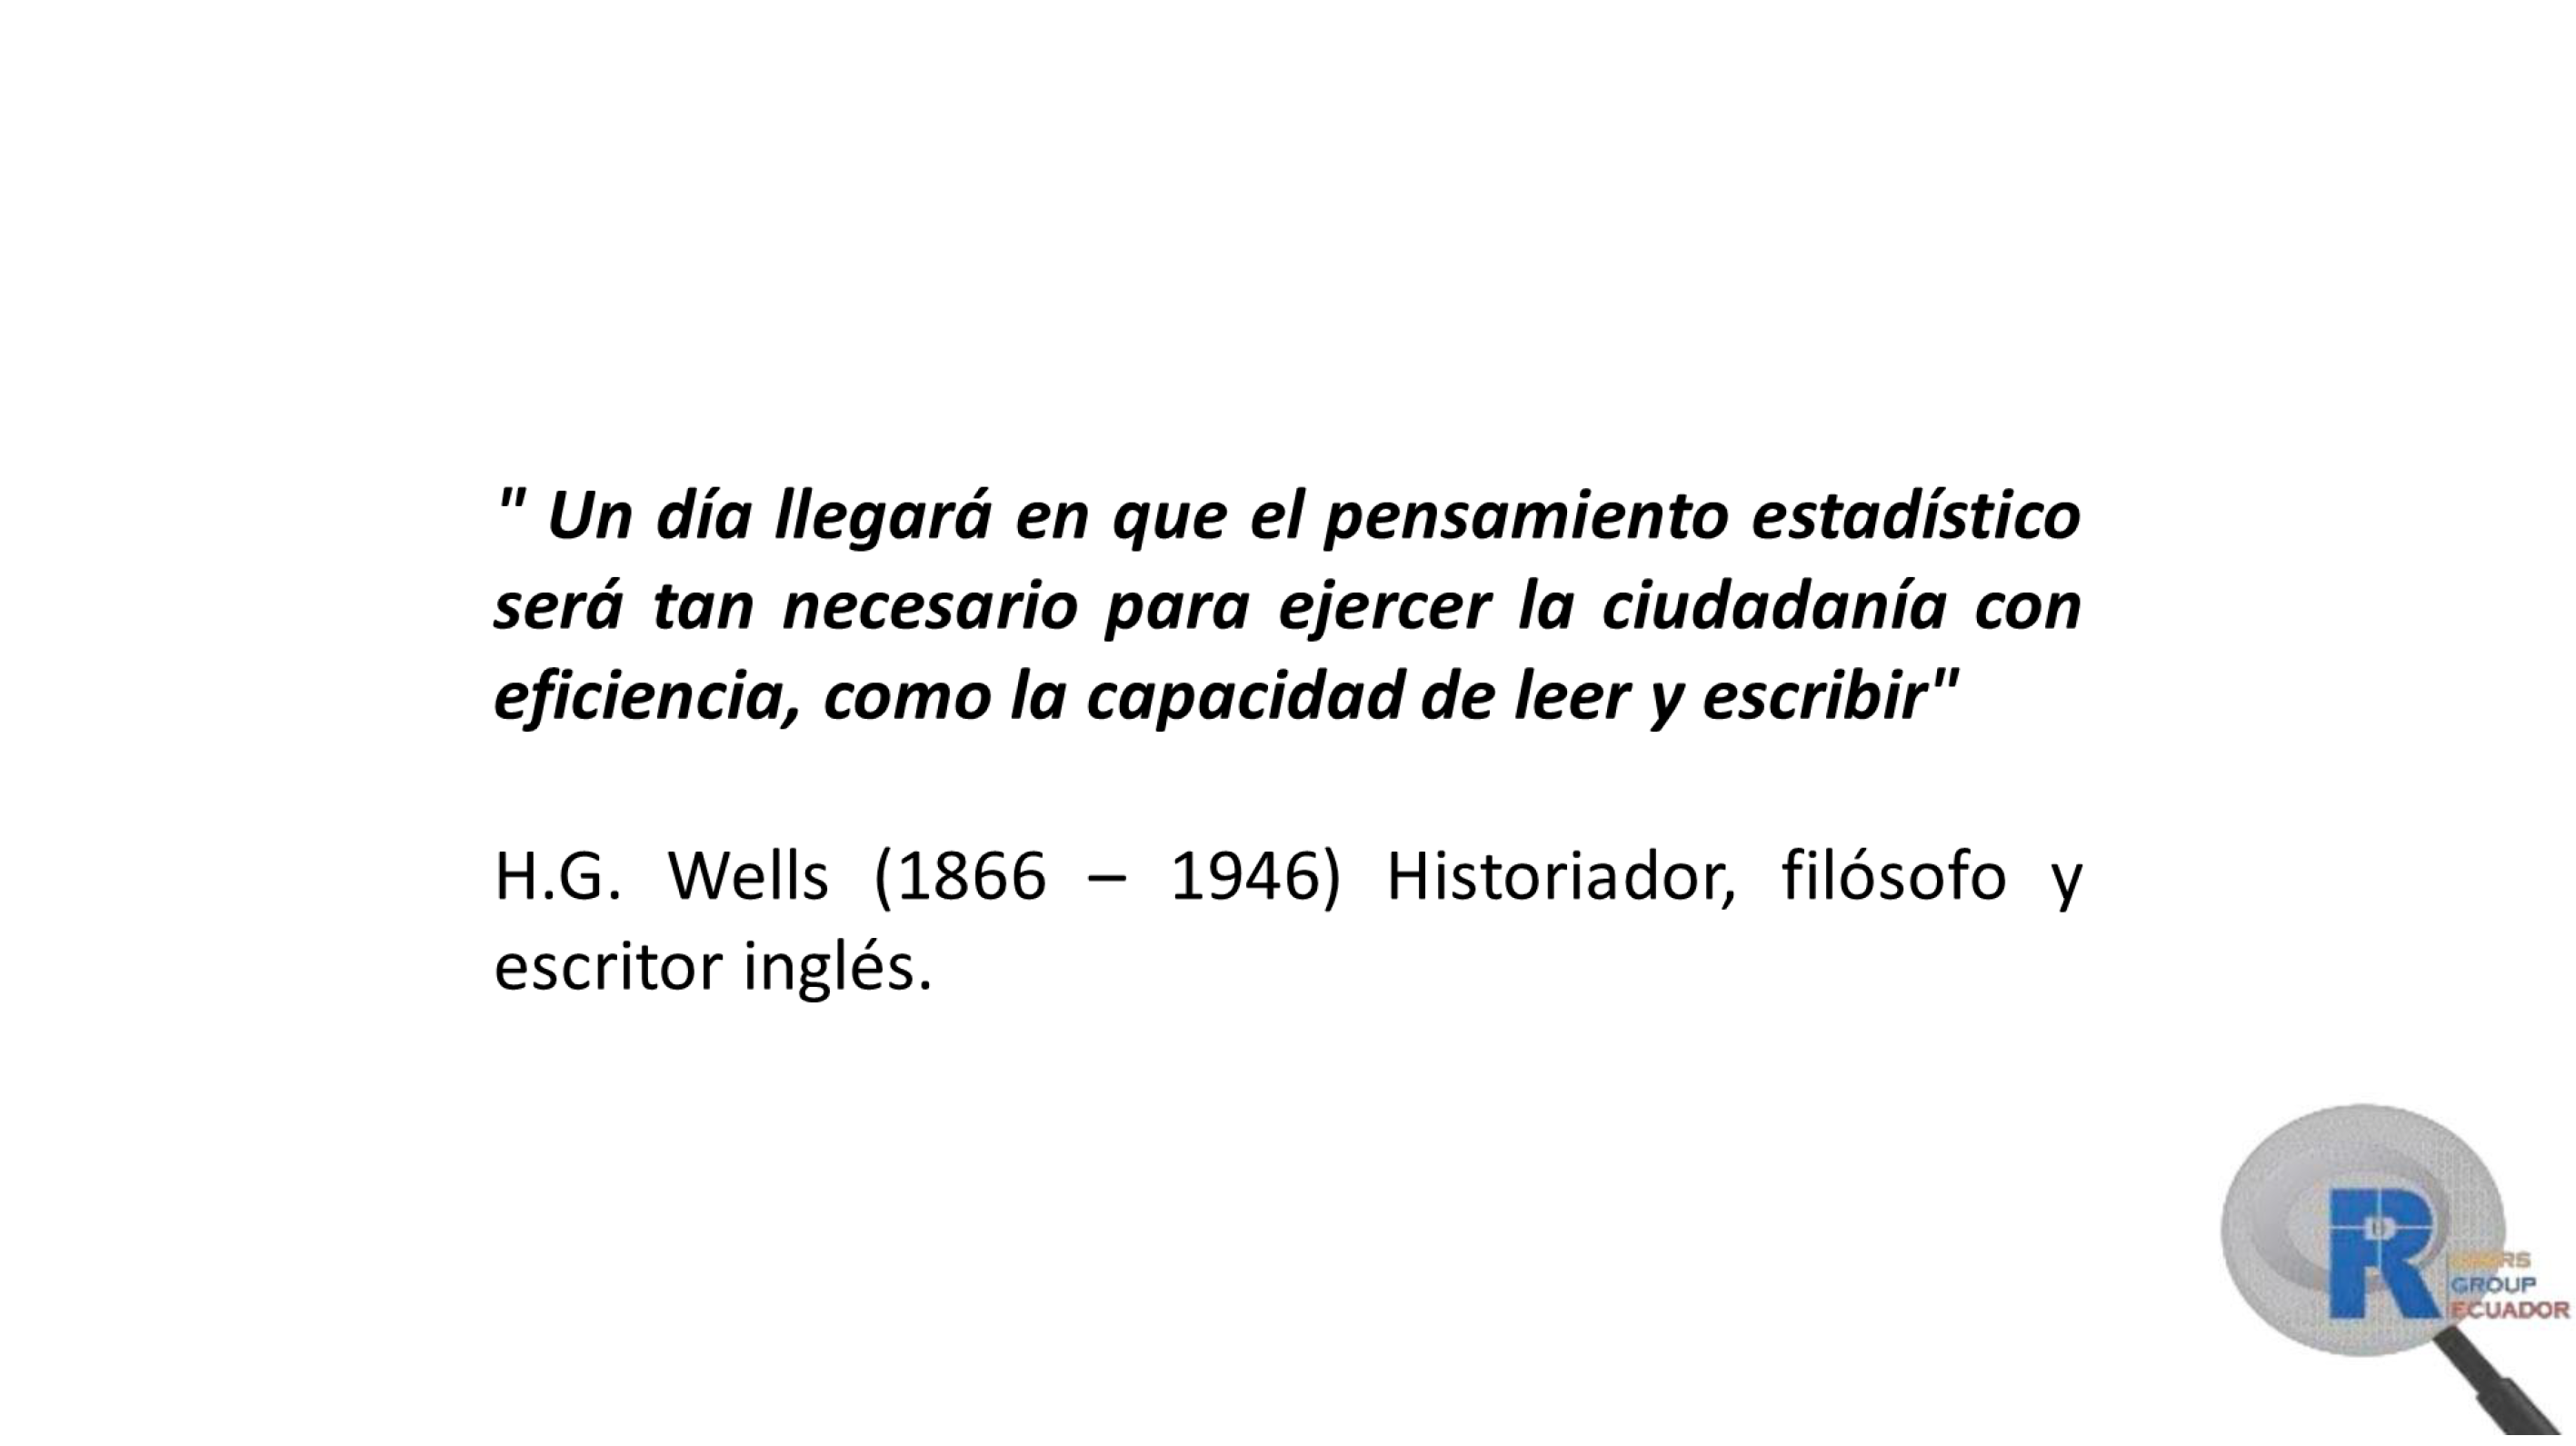 " Un día llegará en que el pensamiento estadístico
será tan necesario para ejercer la ciudadanía con
eficiencia, como la capacidad de leer y escribir"
H.G. Wells (1866 – 1946) Historiador, filósofo y
escritor inglés.
R
GROUP
ECUADOR